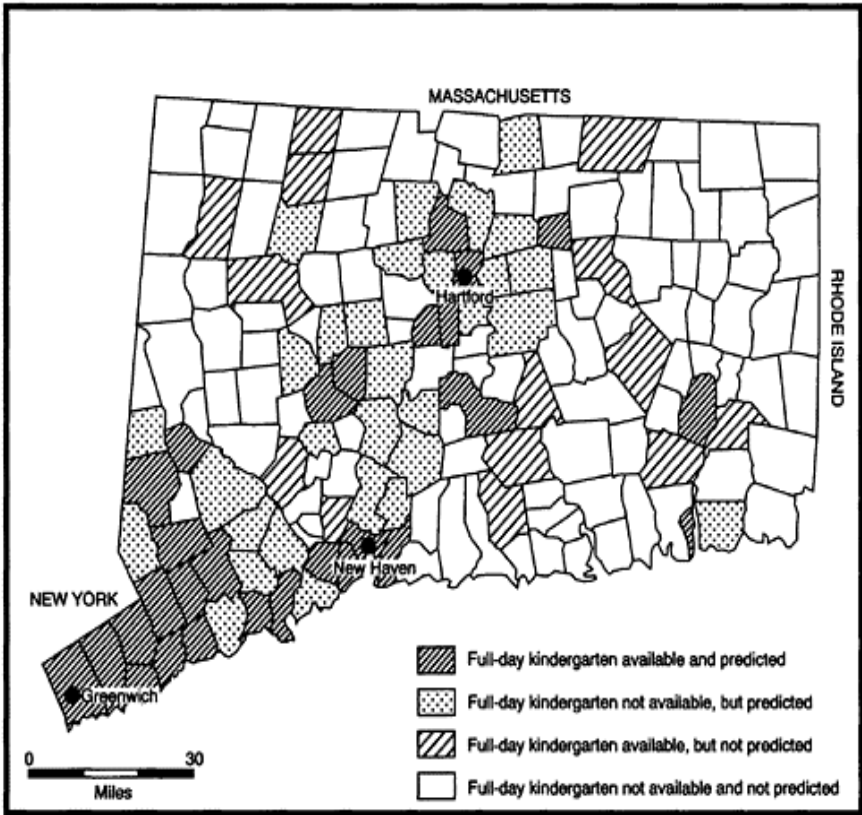 MASSACHUSETTS
Hartford
RHODE ISLAND
New Haven
NEW YORK
Greenwich
Full-day kindergarten available and predicted
Full-day kindergarten not available, but predicted
Full-day kindergarten available, but not predicted
Full-day kindergarten not available and not predicted
0 30
Miles